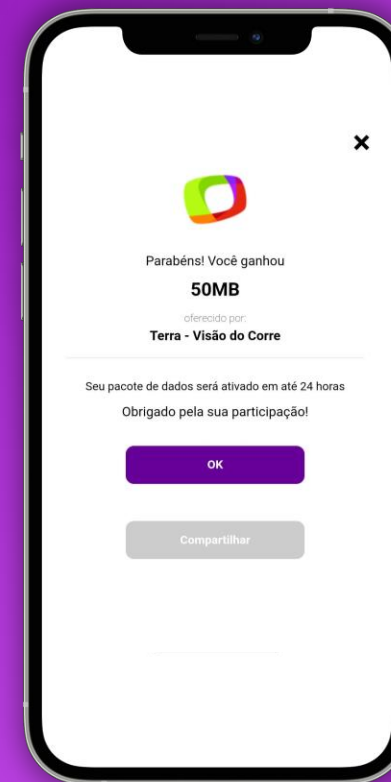 Parabéns! Você ganhou
50MB
oferecido por:
Terra - Visão do Corre
Seu pacote de dados será ativado em até 24 horas
Obrigado pela sua participação!
OK
Compartilhar